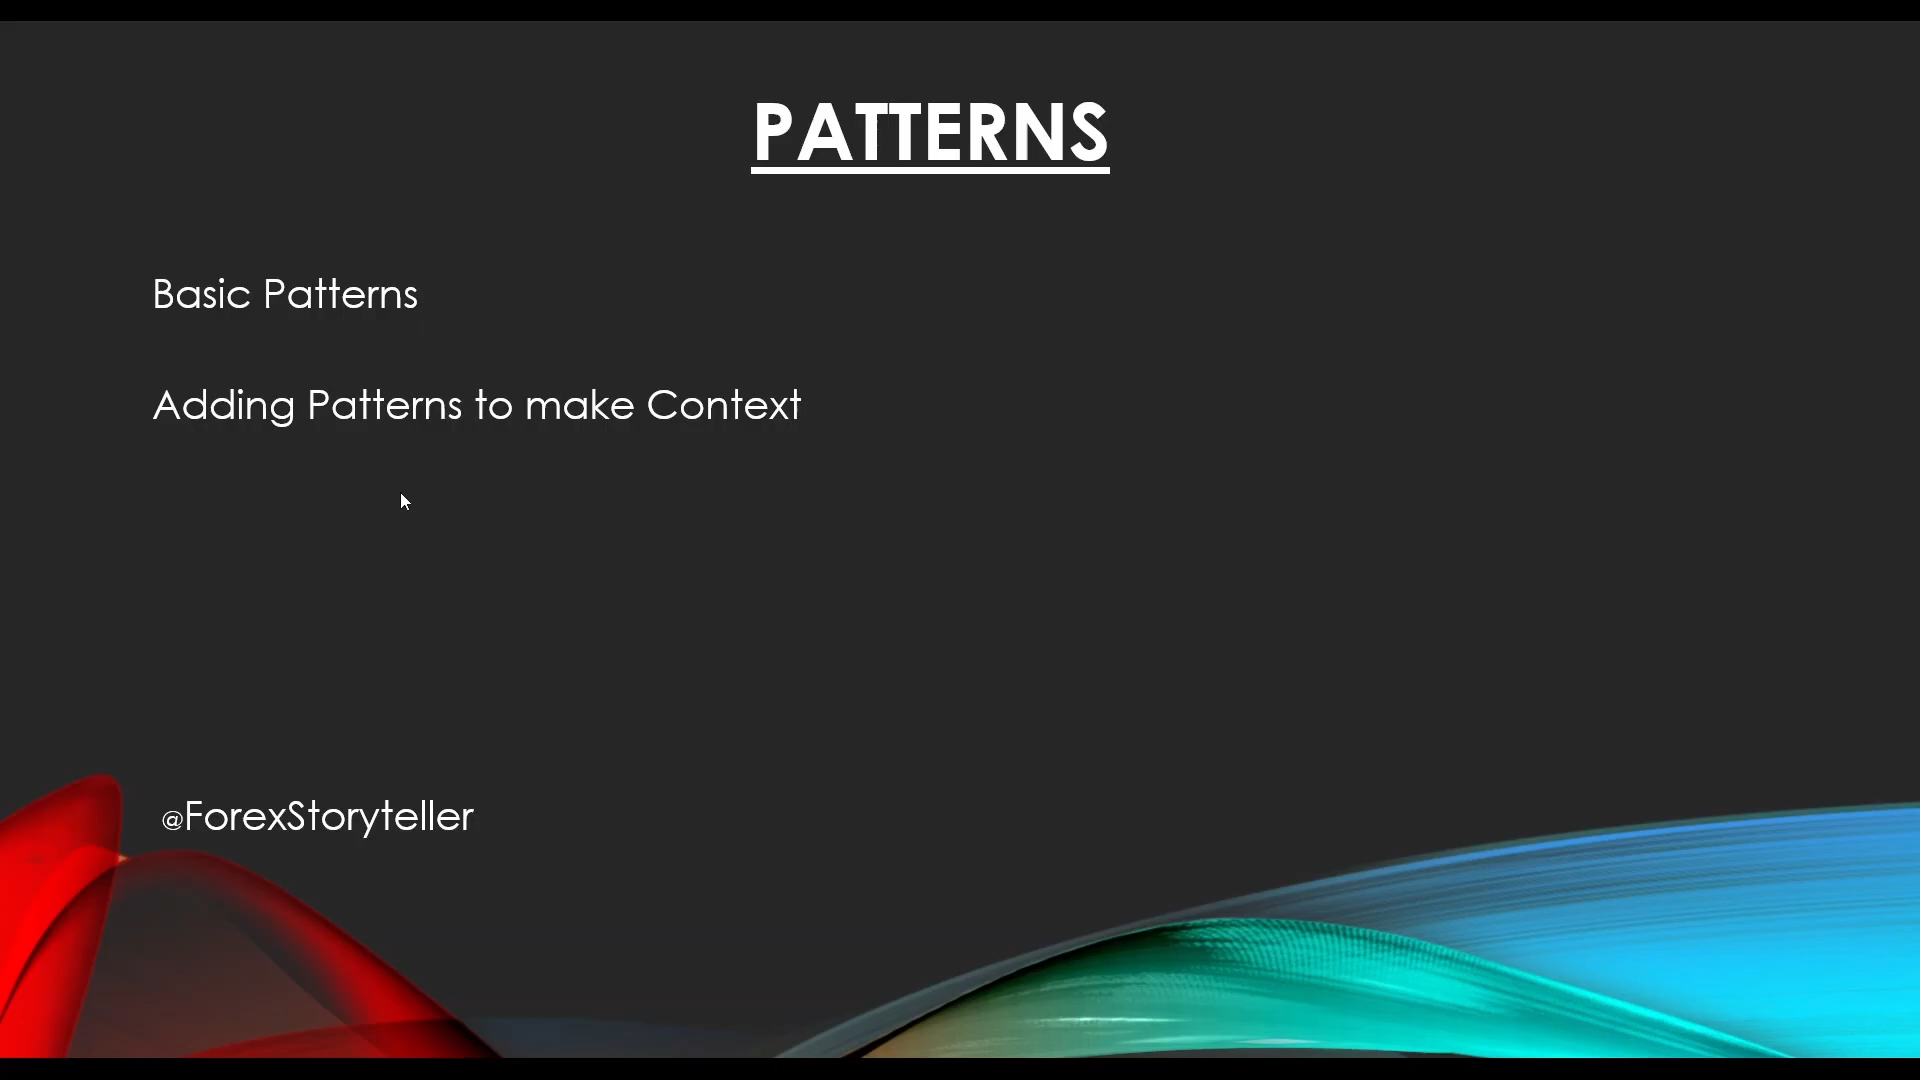 PATTERNS
Basic Patterns
Adding Patterns to make Context
@ForexStoryteller